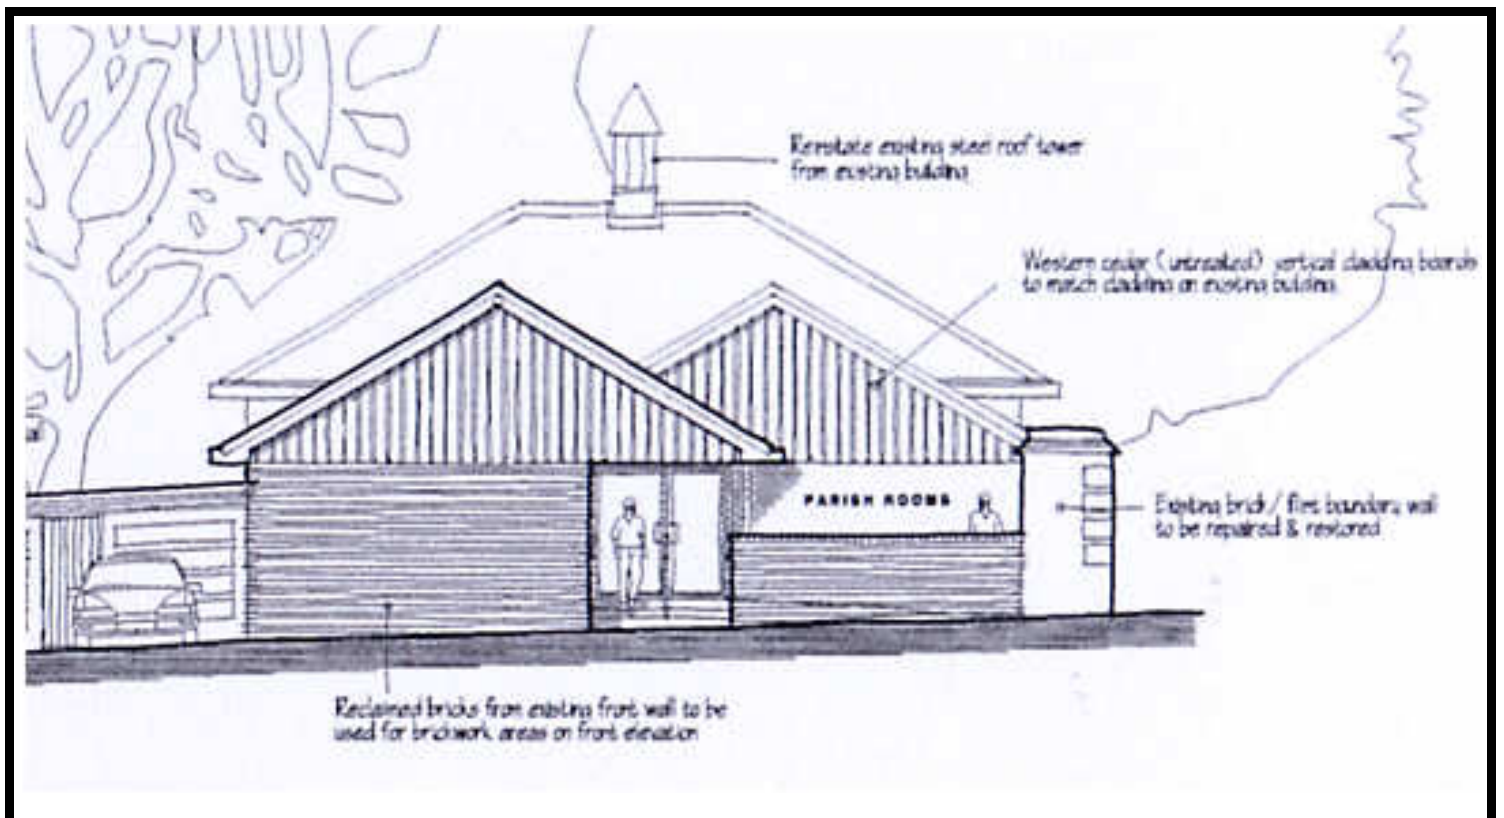 Reinstate existing steel roof tower
from existing building
Western cedar (untreated) vertical cladding boards
to match cladding on existing building
PARISH ROOMS
Existing brick/flint boundary wall
to be repaired & restored
Reclaimed bricks from existing front wall to be
used for brickwork areas on front elevation